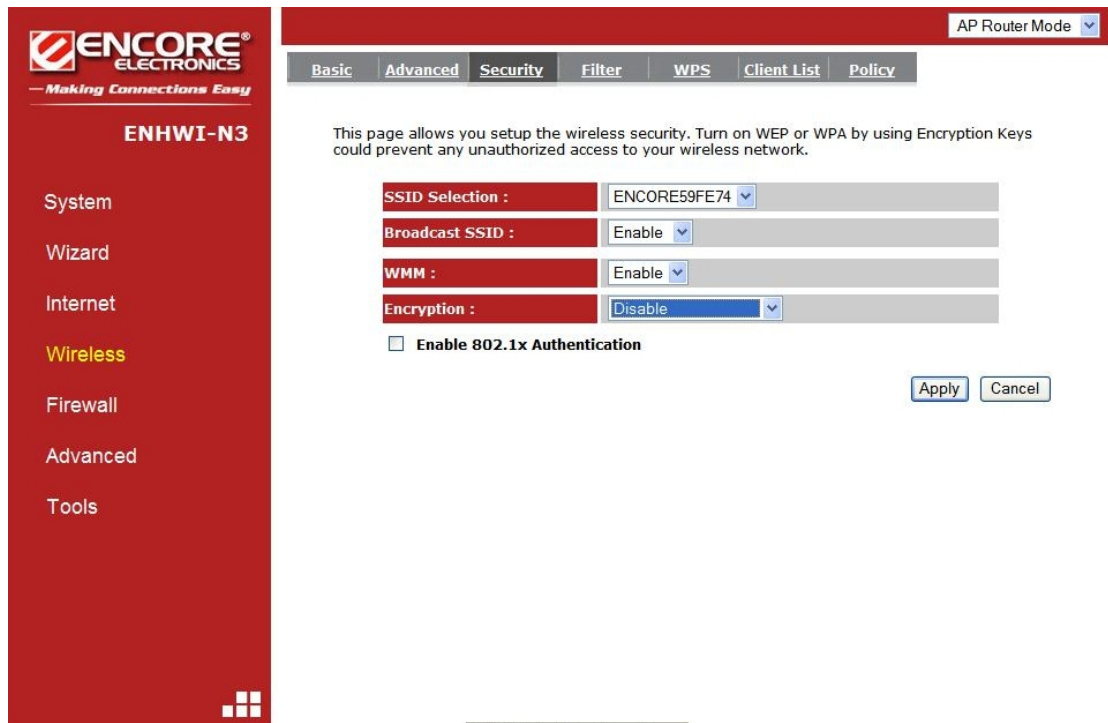 ENCORE®
ELECTRONICS
Making Connections Easy
AP Router Mode
Basic Advanced Security Filter WPS Client List Policy
ENHWI-N3
System
Wizard
Internet
Wireless
Firewall
Advanced
Tools
This page allows you setup the wireless security. Turn on WEP or WPA by using Encryption Keys
could prevent any unauthorized access to your wireless network.
SSID Selection : ENCORE59FE74
Broadcast SSID : Enable
WMM : Enable
Encryption : Disable
Enable 802.1x Authentication
Apply Cancel